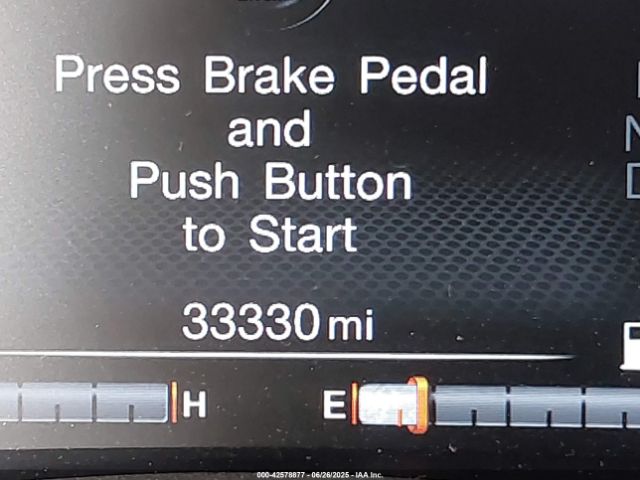 Press Brake Pedal
and
Push Button
to Start
33330 mi
H E
000-42578877 - 06/26/2025 - IAA Inc.